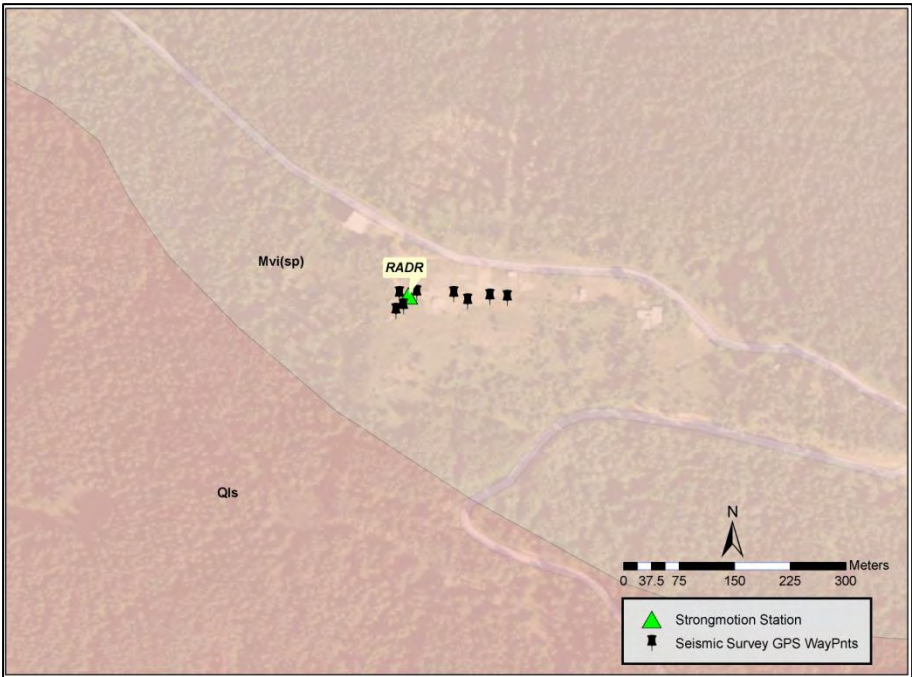 Mvi(sp)
RADR
Qls
N
Meters
0 37.5 75 150 225 300
Strongmotion Station
Seismic Survey GPS WayPnts